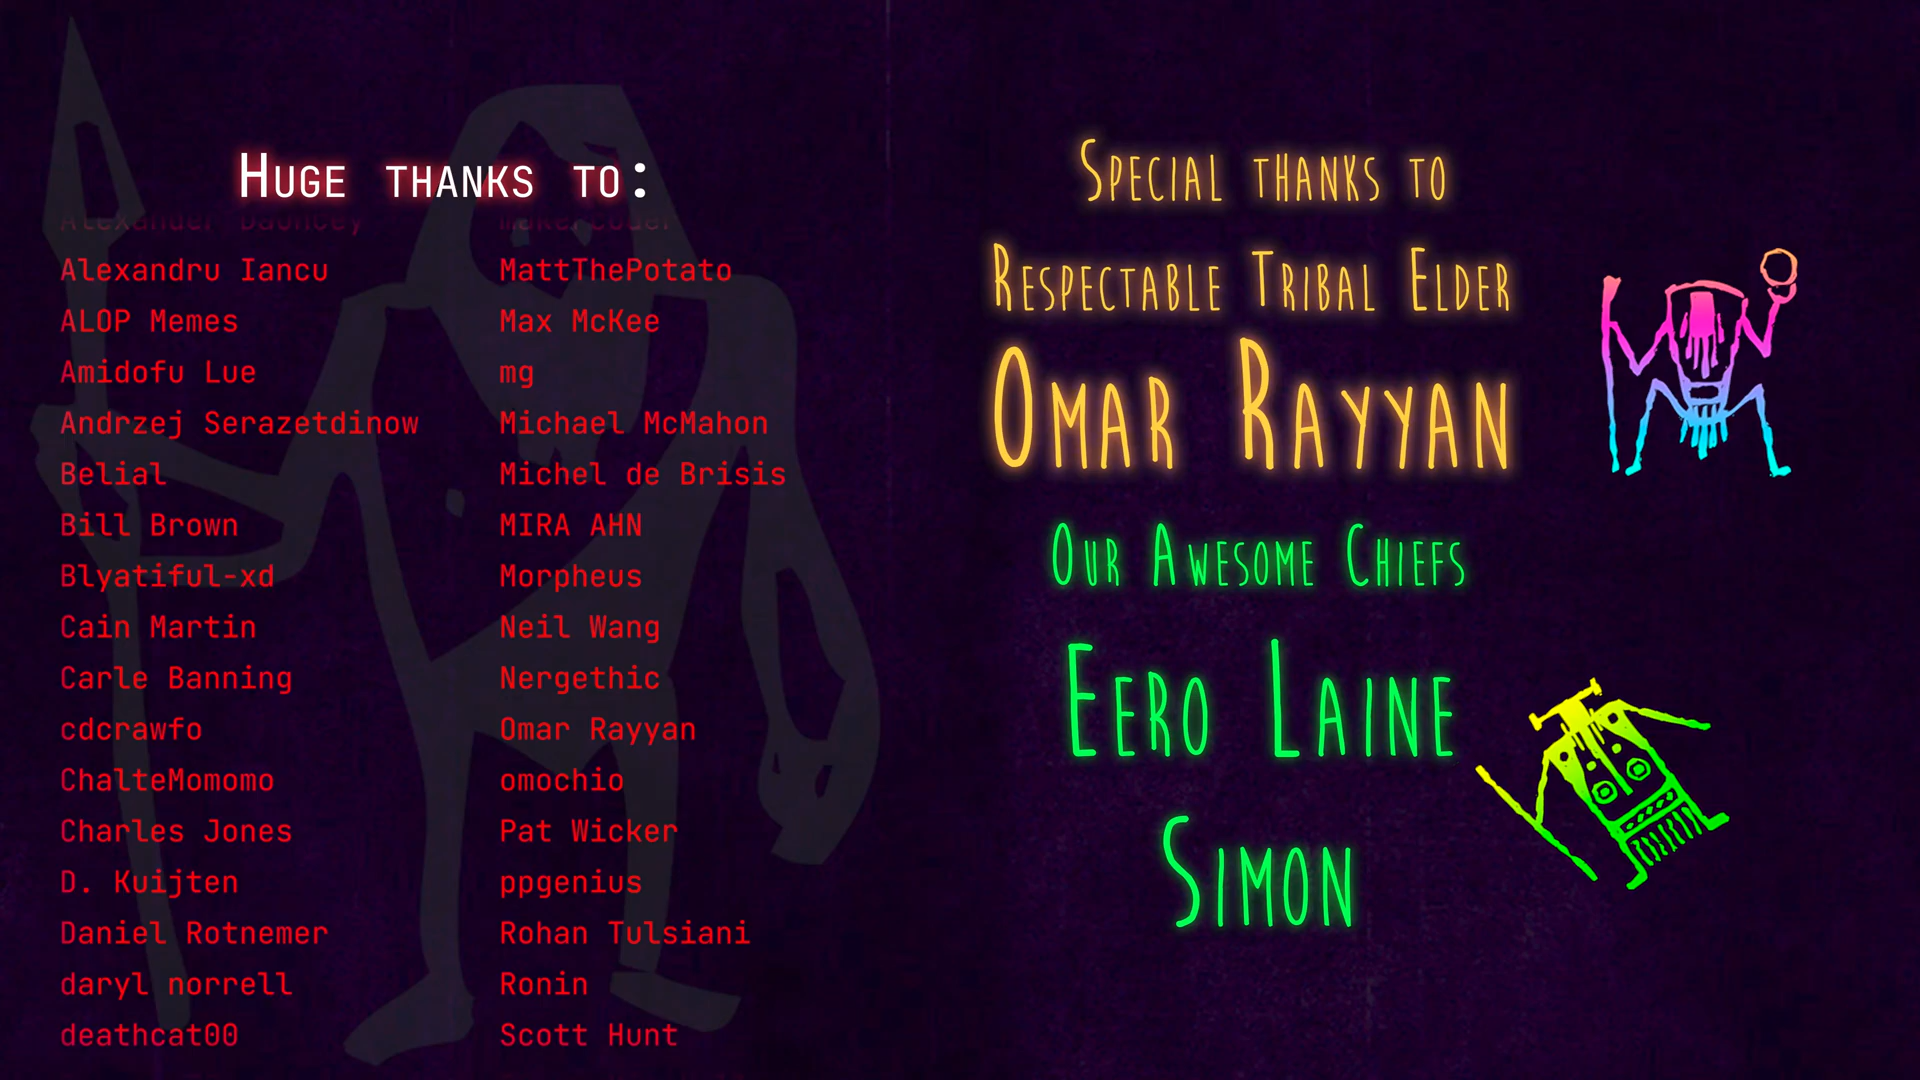 Huge thanks to:
Alexander Dauncey
makercoder
Alexandru Iancu
MattThePotato
ALOP Memes
Max McKee
Amidofu Lue
mg
Andrzej Serazetdinow
Michael McMahon
Belial
Michel de Brisis
Bill Brown
MIRA AHN
Blyatiful-xd
Morpheus
Cain Martin
Neil Wang
Carle Banning
Nergethic
cdcrawfo
Omar Rayyan
ChalteMomomo
omochio
Charles Jones
Pat Wicker
D. Kuijten
ppgenius
Daniel Rotnemer
Rohan Tulsiani
daryl norrell
Ronin
deathcat00
Scott Hunt
Special thanks to
Respectable Tribal Elder
Omar Rayyan
Our Awesome Chiefs
Eero Laine
Simon